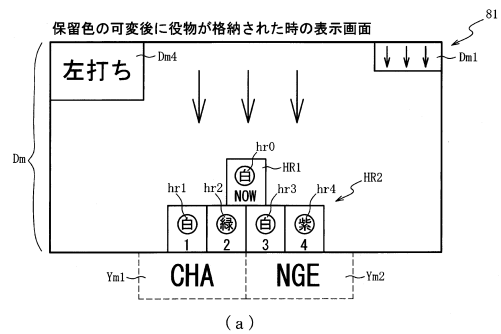 保留色の可変後に役物が格納された時の表示画面
81
左打ち
Dm4
Dm1
Dm
hr0
白
NOW
HR1
hr1
hr2
hr3
hr4
HR2
白
緑
白
紫
1
2
3
4
Ym1
CHA
NGE
Ym2
(a)